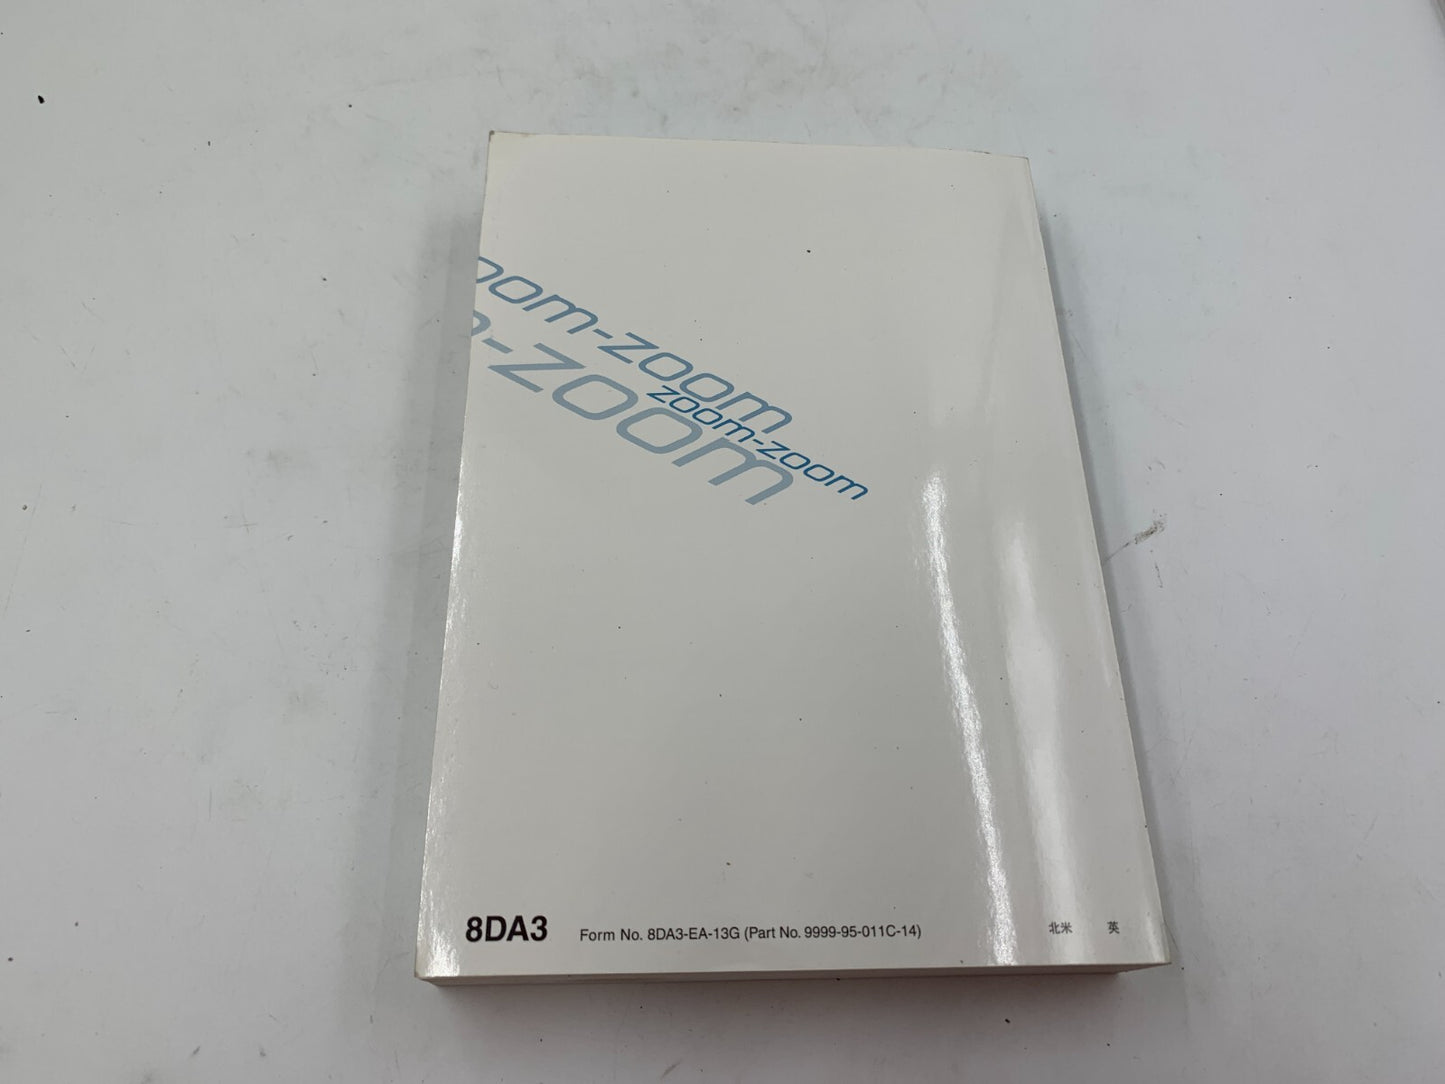 oom-zoom
-zoom
zoom-zoom
8DA3 Form No. 8DA3-EA-13G (Part No. 9999-95-011C-14) 北米 英